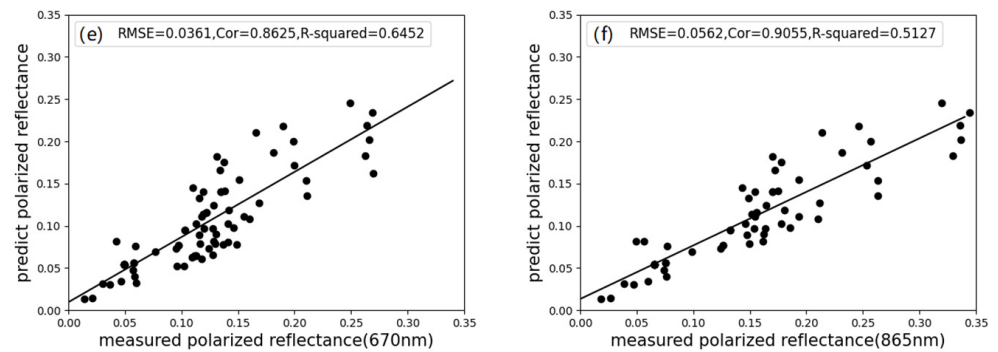 (e) RMSE=0.0361,Cor=0.8625,R-squared=0.6452
predict polarized reflectance
0.35
0.30
0.25
0.20
0.15
0.10
0.05
0.00
0.00 0.05 0.10 0.15 0.20 0.25 0.30 0.35
measured polarized reflectance(670nm)
(f) RMSE=0.0562,Cor=0.9055,R-squared=0.5127
predict polarized reflectance
0.35
0.30
0.25
0.20
0.15
0.10
0.05
0.00
0.00 0.05 0.10 0.15 0.20 0.25 0.30 0.35
measured polarized reflectance(865nm)